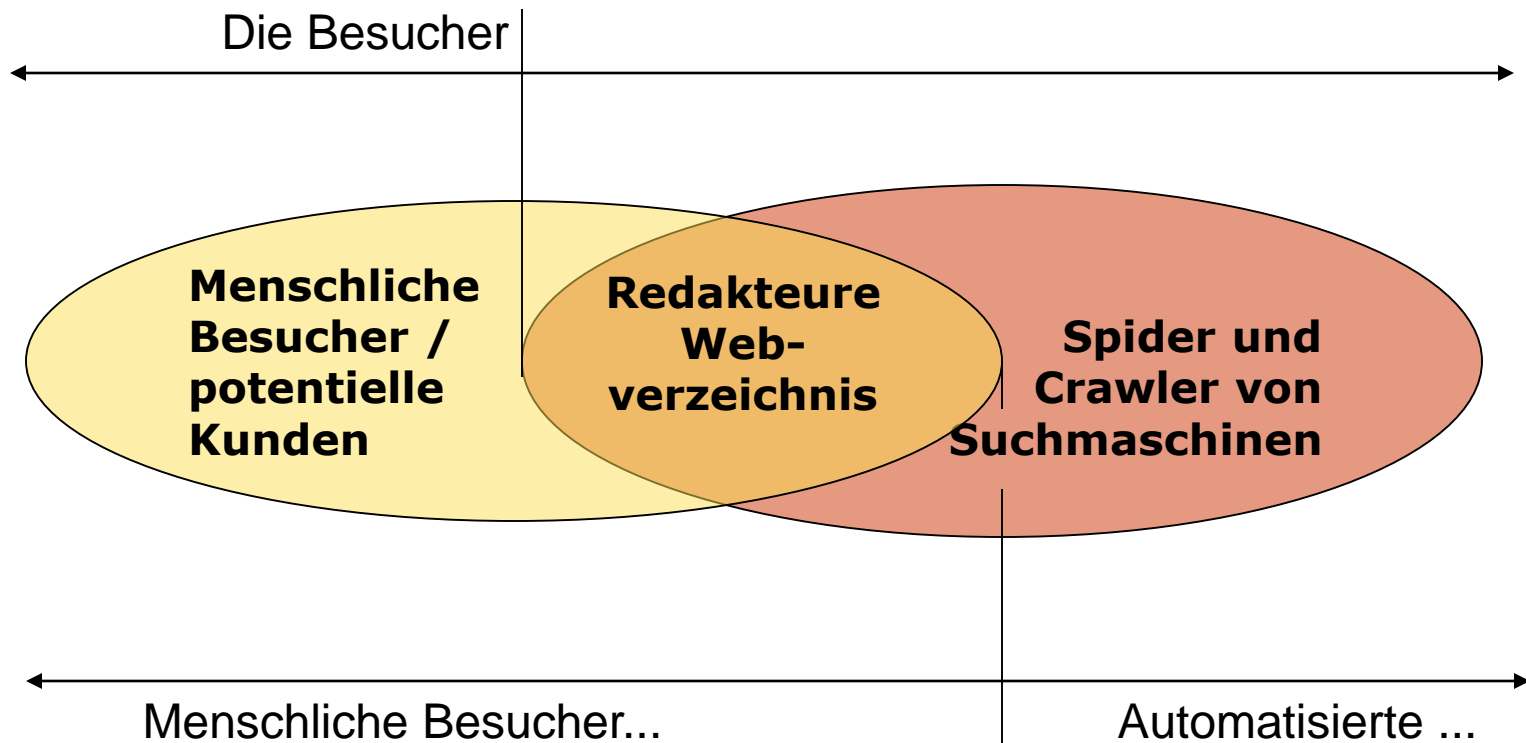 Die Besucher
Menschliche
Besucher /
potentielle
Kunden
Redakteure
Web-
verzeichnis
Spider und
Crawler von
Suchmaschinen
Menschliche Besucher...
Automatisierte ...